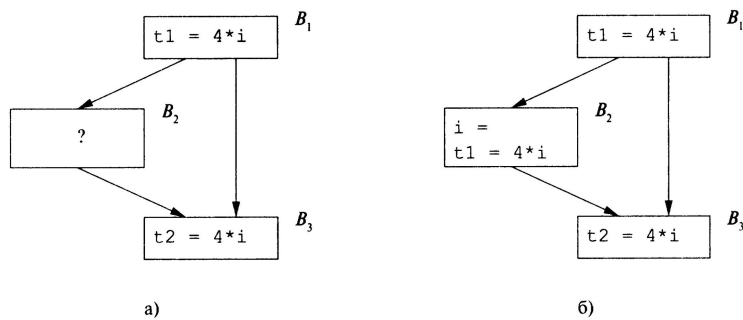 t1 = 4*i
B1
?
B2
t2 = 4*i
B3
а)
t1 = 4*i
B1
i =
t1 = 4*i
B2
t2 = 4*i
B3
б)